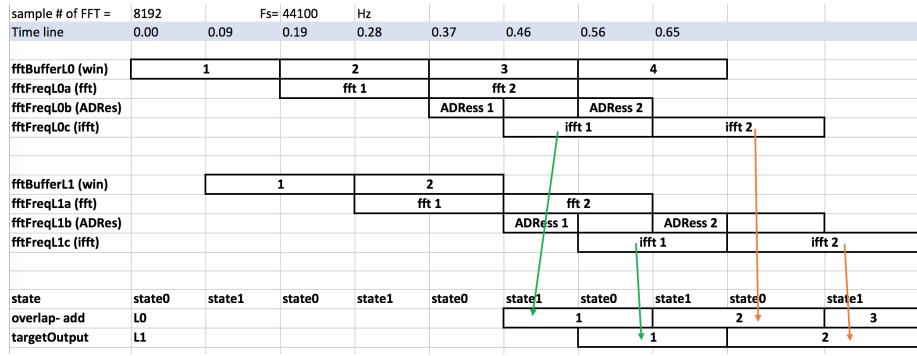 sample # of FFT = 8192 Fs= 44100 Hz
Time line 0.00 0.09 0.19 0.28 0.37 0.46 0.56 0.65
fftBufferL0 (win) 1 2 3 4
fftFreqL0a (fft) fft 1 fft 2
fftFreqL0b (ADRes) ADRess 1 ADRess 2
fftFreqL0c (ifft) ifft 1 ifft 2
fftBufferL1 (win) 1 2
fftFreqL1a (fft) fft 1 fft 2
fftFreqL1b (ADRes) ADRess 1 ADRess 2
fftFreqL1c (ifft) ifft 1 ifft 2
state state0 state1 state0 state1 state0 state1 state0 state1 state0 state1
overlap- add L0 1 2 3
targetOutput L1 1 2